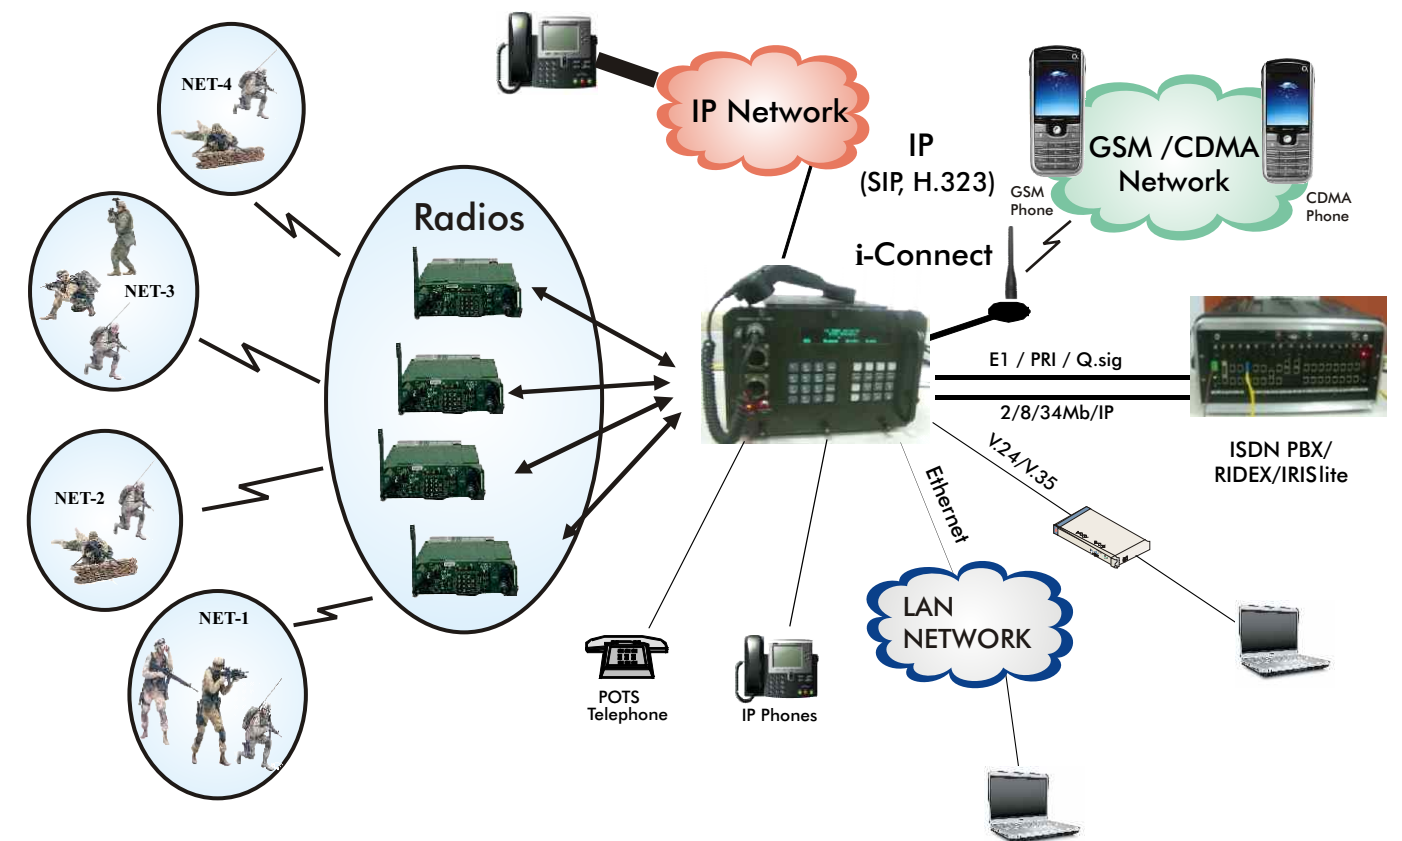 NET-4
IP Network
IP
(SIP, H.323)
GSM /CDMA
Network
GSM
Phone
CDMA
Phone
Radios
i-Connect
NET-3
E1 / PRI / Q.sig
2/8/34Mb/IP
ISDN PBX/
RIDEX/IRISlite
V.24/V.35
Ethernet
NET-2
NET-1
LAN
NETWORK
POTS
Telephone
IP Phones